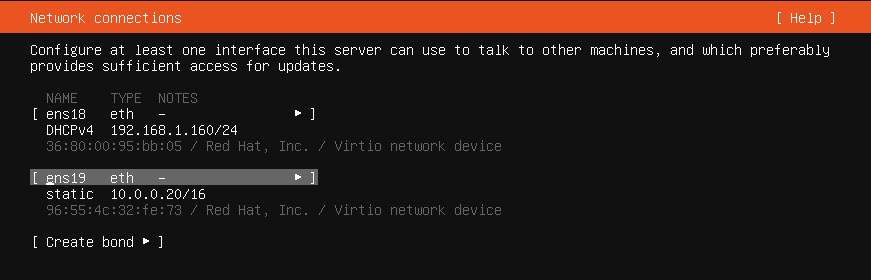 Network connections [ Help ]
Configure at least one interface this server can use to talk to other machines, and which preferably
provides sufficient access for updates.
NAME TYPE NOTES
[ ens18 eth – ▸ ]
DHCPv4 192.168.1.160/24
36:80:00:95:bb:05 / Red Hat, Inc. / Virtio network device
[ ens19 eth – ▸ ]
static 10.0.0.20/16
96:55:4c:32:fe:73 / Red Hat, Inc. / Virtio network device
[ Create bond ▸ ]